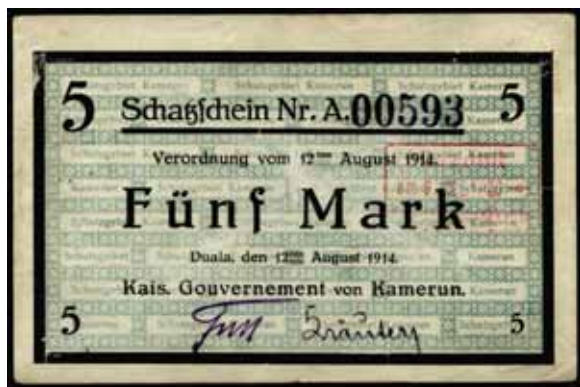 5 Schatzschein Nr. A.00593 5
Verordnung vom 12ten August 1914.
Fünf Mark
Duala, den 12ten August 1914.
Kais. Gouvernement von Kamerun.
5 5